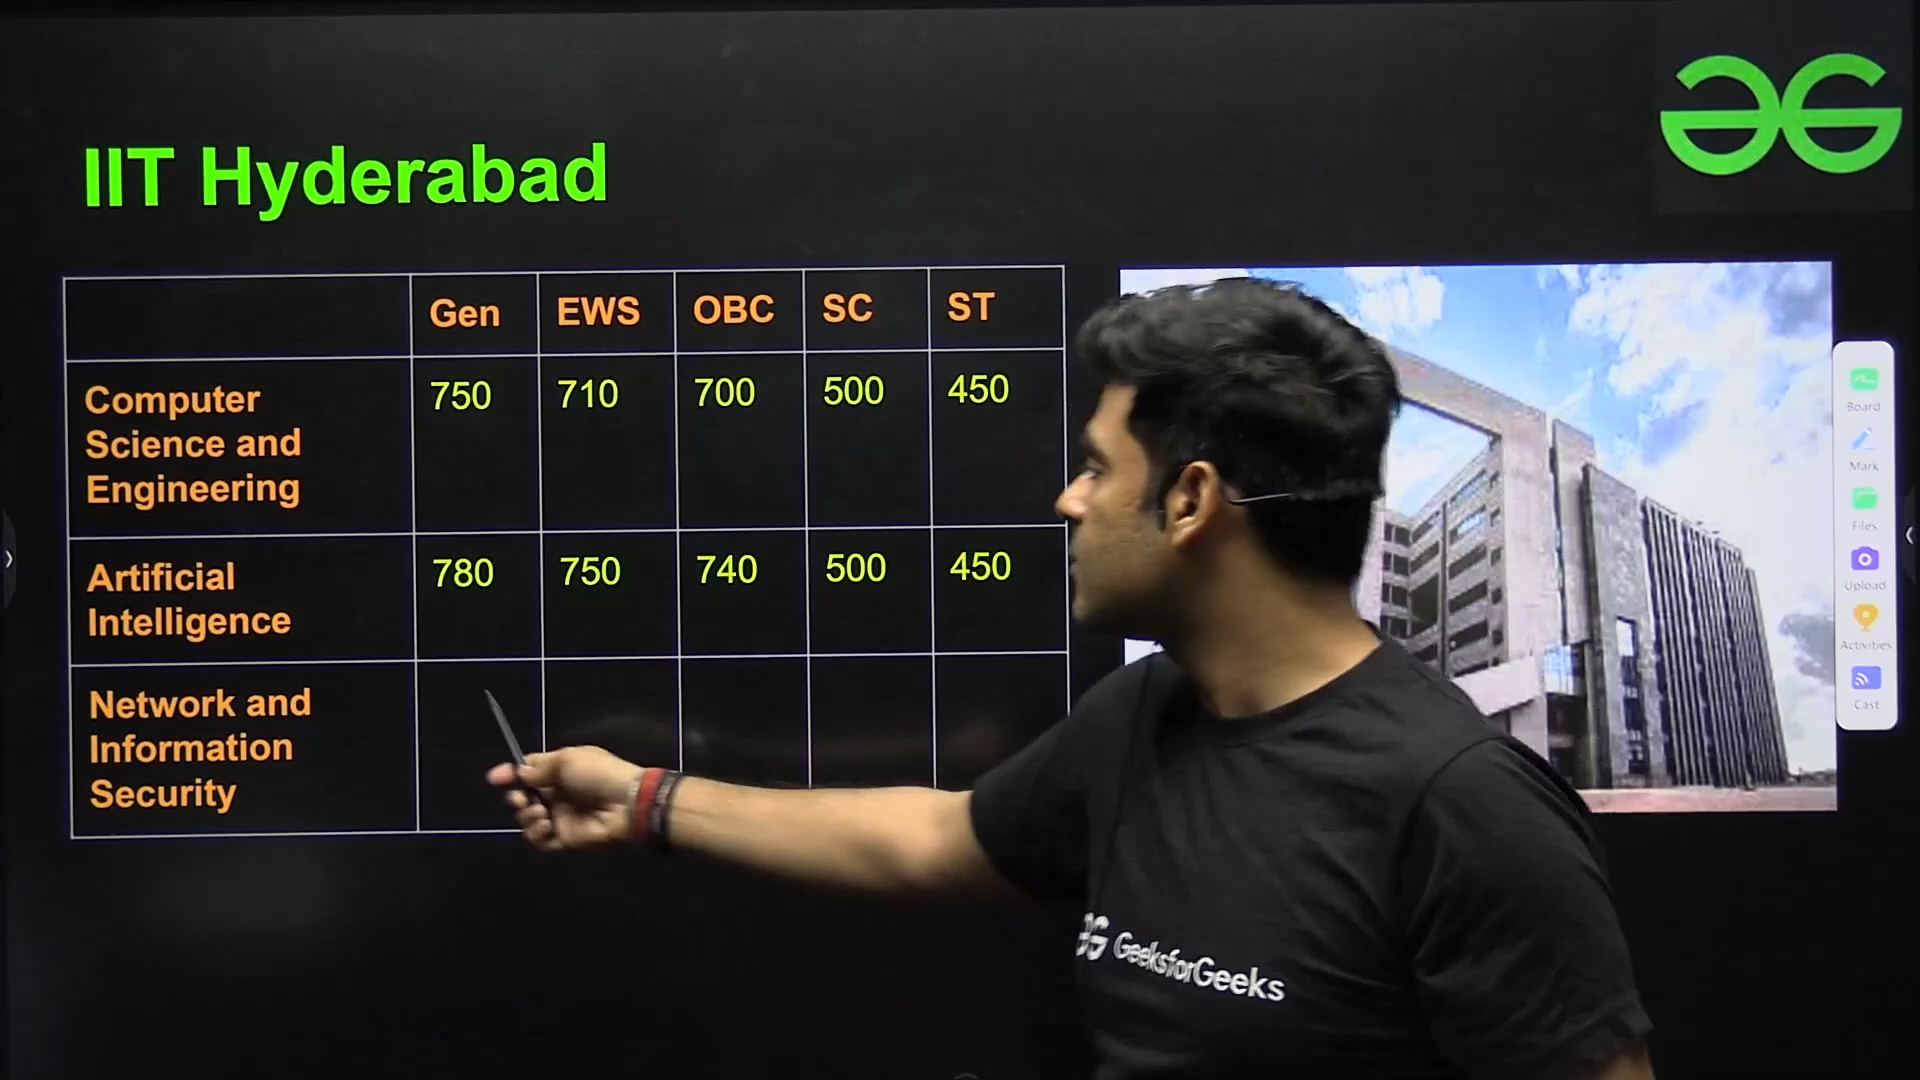 IIT Hyderabad
Gen EWS OBC SC ST
Computer
Science and
Engineering
750 710 700 500 450
Artificial
Intelligence
780 750 740 500 450
Network and
Information
Security
Board
Mark
Files
Upload
Activities
Cast
GeeksforGeeks